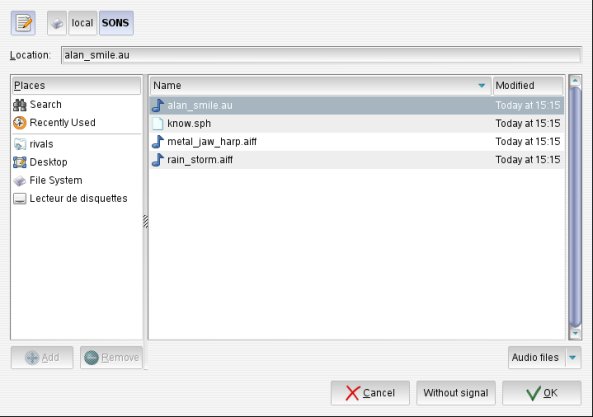 local SONS
Location: alan_smile.au
Places
Search
Recently Used
rivals
Desktop
File System
Lecteur de disquettes
Name Modified
alan_smile.au Today at 15:15
know.sph Today at 15:15
metal_jaw_harp.aiff Today at 15:15
rain_storm.aiff Today at 15:15
Add Remove
Audio files
Cancel Without signal OK